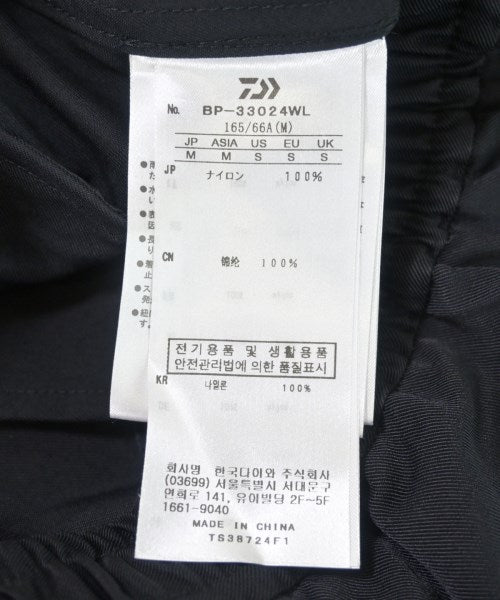 No. BP-33024WL
165/66A(M)
JP ASIA US EU UK
M M S S S
JP ナイロン 100%
CN 锦纶 100%
전기용품 및 생활용품
안전관리법에 의한 품질표시
KR 나일론 100%
회사명 한국다이와 주식회사
(03699) 서울특별시 서대문구
연희로 141, 유이빌딩 2F~5F
1661-9040
MADE IN CHINA
TS38724F1